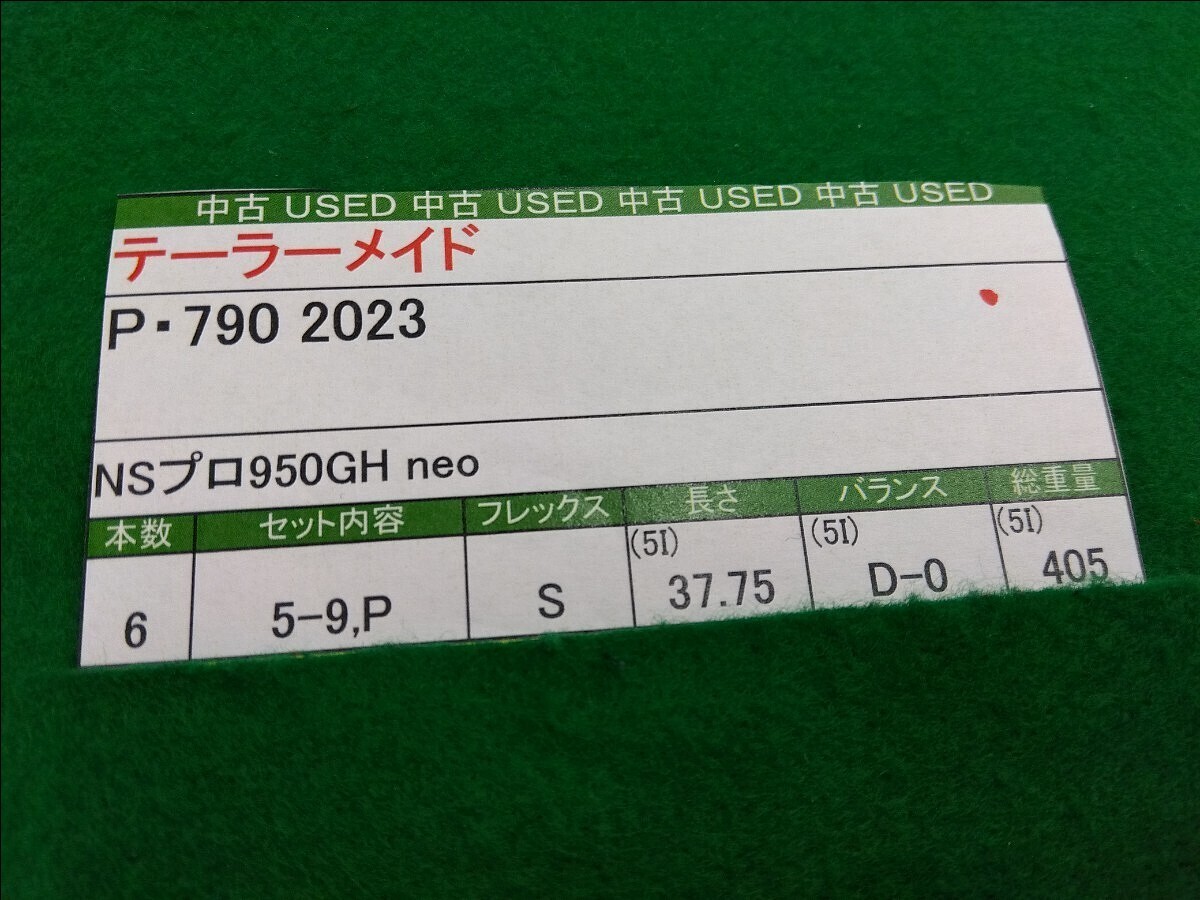 中古 USED 中古 USED 中古 USED 中古 USED
テーラーメイド
P・790 2023
NSプロ950GH neo
本数 セット内容 フレックス 長さ バランス 総重量
(5I) (5I) (5I)
6 5-9,P S 37.75 D-0 405